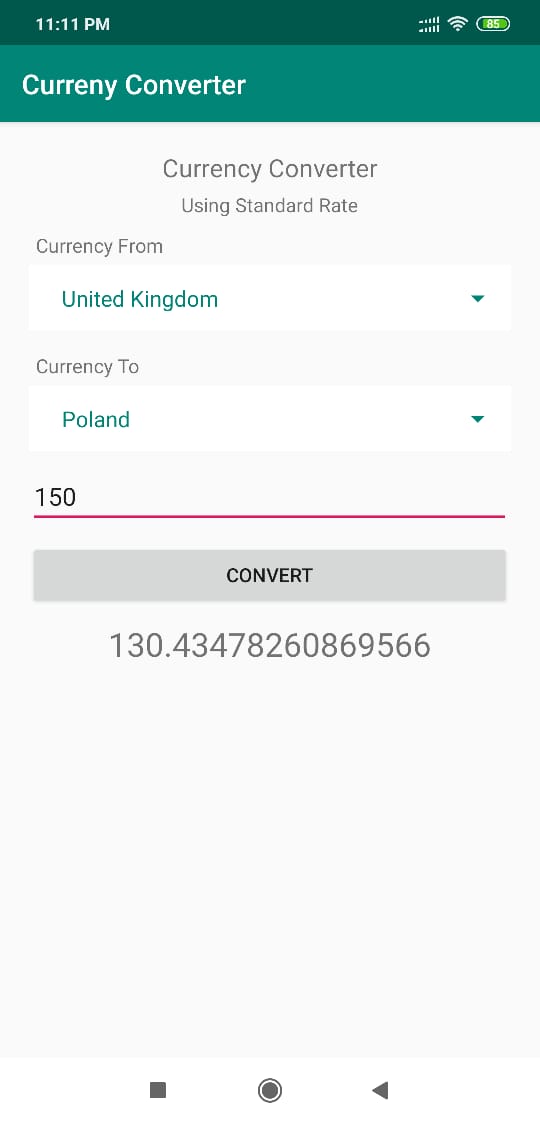 11:11 PM 85
Curreny Converter
Currency Converter
Using Standard Rate
Currency From
United Kingdom
Currency To
Poland
150
CONVERT
130.43478260869566